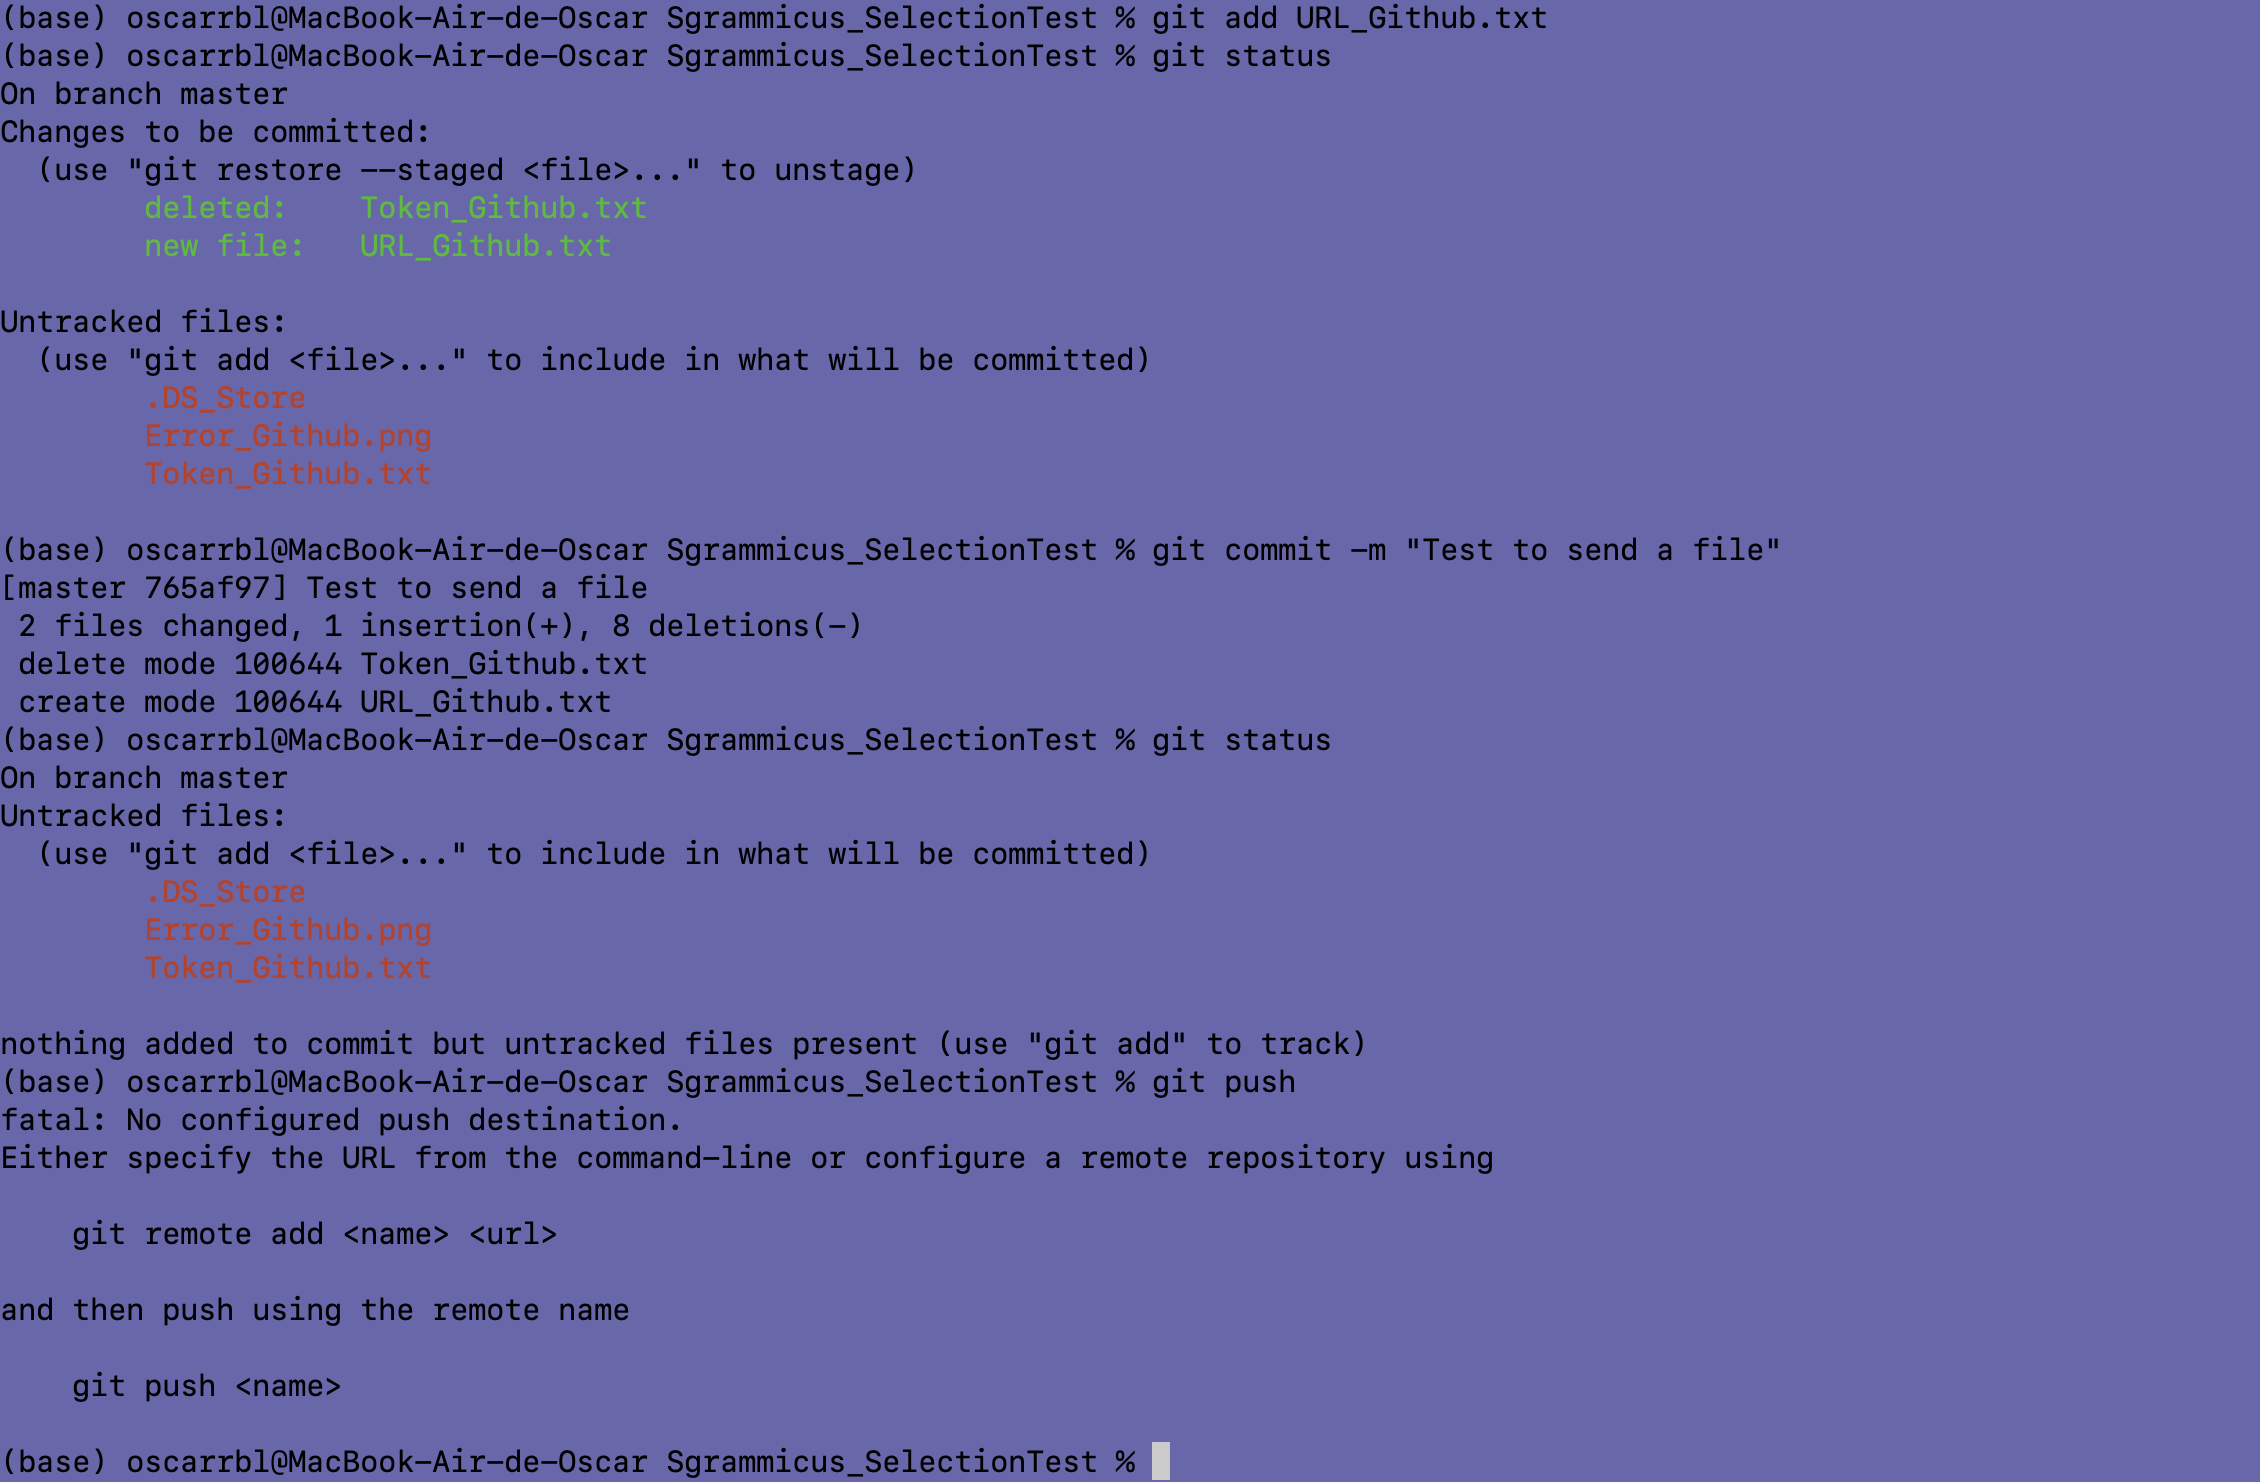 (base) oscarrbl@MacBook-Air-de-Oscar Sgrammicus_SelectionTest % git add URL_Github.txt
(base) oscarrbl@MacBook-Air-de-Oscar Sgrammicus_SelectionTest % git status
On branch master
Changes to be committed:
  (use "git restore --staged <file>..." to unstage)
        deleted:    Token_Github.txt
        new file:   URL_Github.txt

Untracked files:
  (use "git add <file>..." to include in what will be committed)
        .DS_Store
        Error_Github.png
        Token_Github.txt

(base) oscarrbl@MacBook-Air-de-Oscar Sgrammicus_SelectionTest % git commit -m "Test to send a file"
[master 765af97] Test to send a file
 2 files changed, 1 insertion(+), 8 deletions(-)
 delete mode 100644 Token_Github.txt
 create mode 100644 URL_Github.txt
(base) oscarrbl@MacBook-Air-de-Oscar Sgrammicus_SelectionTest % git status
On branch master
Untracked files:
  (use "git add <file>..." to include in what will be committed)
        .DS_Store
        Error_Github.png
        Token_Github.txt

nothing added to commit but untracked files present (use "git add" to track)
(base) oscarrbl@MacBook-Air-de-Oscar Sgrammicus_SelectionTest % git push
fatal: No configured push destination.
Either specify the URL from the command-line or configure a remote repository using

    git remote add <name> <url>

and then push using the remote name

    git push <name>

(base) oscarrbl@MacBook-Air-de-Oscar Sgrammicus_SelectionTest %